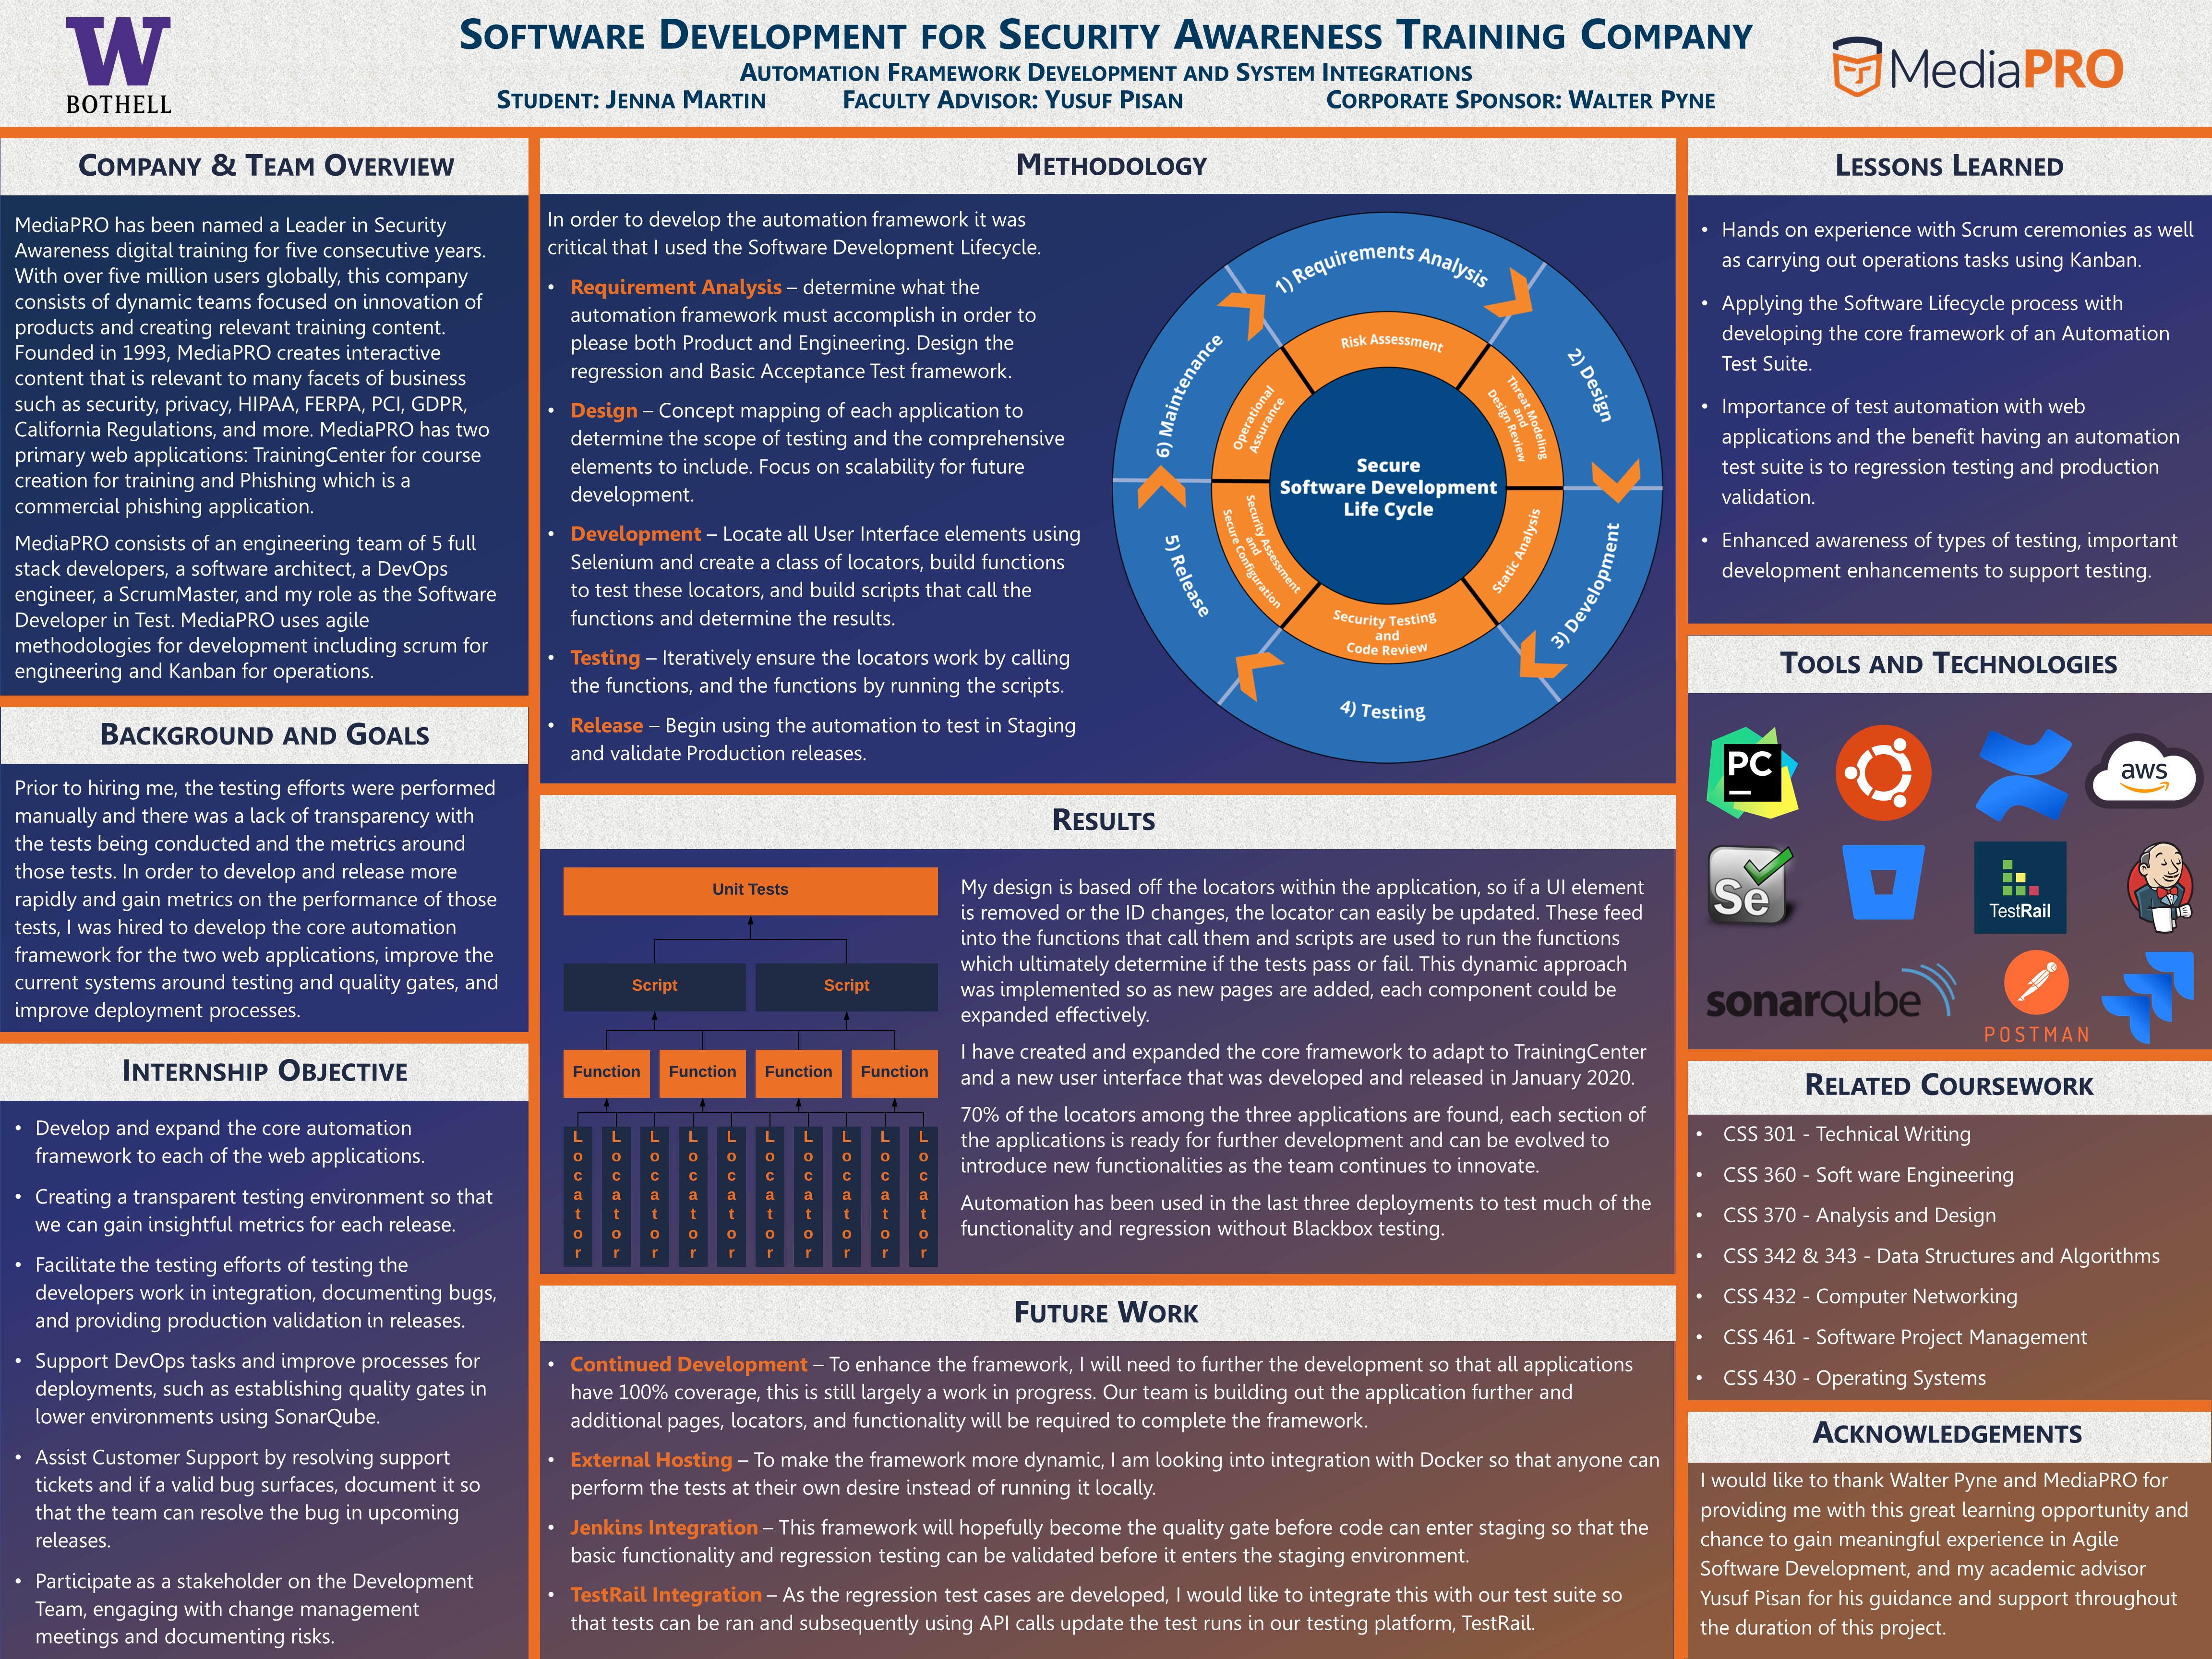 W
BOTHELL
Software Development for Security Awareness Training Company
Automation Framework Development and System Integrations
Student: Jenna Martin Faculty Advisor: Yusuf Pisan Corporate Sponsor: Walter Pyne
MediaPRO
Company & Team Overview
MediaPRO has been named a Leader in Security
Awareness digital training for five consecutive years.
With over five million users globally, this company
consists of dynamic teams focused on innovation of
products and creating relevant training content.
Founded in 1993, MediaPRO creates interactive
content that is relevant to many facets of business
such as security, privacy, HIPAA, FERPA, PCI, GDPR,
California Regulations, and more. MediaPRO has two
primary web applications: TrainingCenter for course
creation for training and Phishing which is a
commercial phishing application.
MediaPRO consists of an engineering team of 5 full
stack developers, a software architect, a DevOps
engineer, a ScrumMaster, and my role as the Software
Developer in Test. MediaPRO uses agile
methodologies for development including scrum for
engineering and Kanban for operations.
Background and Goals
Prior to hiring me, the testing efforts were performed
manually and there was a lack of transparency with
the tests being conducted and the metrics around
those tests. In order to develop and release more
rapidly and gain metrics on the performance of those
tests, I was hired to develop the core automation
framework for the two web applications, improve the
current systems around testing and quality gates, and
improve deployment processes.
Internship Objective
• Develop and expand the core automation
framework to each of the web applications.
• Creating a transparent testing environment so that
we can gain insightful metrics for each release.
• Facilitate the testing efforts of testing the
developers work in integration, documenting bugs,
and providing production validation in releases.
• Support DevOps tasks and improve processes for
deployments, such as establishing quality gates in
lower environments using SonarQube.
• Assist Customer Support by resolving support
tickets and if a valid bug surfaces, document it so
that the team can resolve the bug in upcoming
releases.
• Participate as a stakeholder on the Development
Team, engaging with change management
meetings and documenting risks.
Methodology
In order to develop the automation framework it was
critical that I used the Software Development Lifecycle.
• Requirement Analysis – determine what the
automation framework must accomplish in order to
please both Product and Engineering. Design the
regression and Basic Acceptance Test framework.
• Design – Concept mapping of each application to
determine the scope of testing and the comprehensive
elements to include. Focus on scalability for future
development.
• Development – Locate all User Interface elements using
Selenium and create a class of locators, build functions
to test these locators, and build scripts that call the
functions and determine the results.
• Testing – Iteratively ensure the locators work by calling
the functions, and the functions by running the scripts.
• Release – Begin using the automation to test in Staging
and validate Production releases.
1) Requirements Analysis
2) Design
3) Development
4) Testing
5) Release
6) Maintenance
Risk Assessment
Threat Modeling
and
Design Review
Static Analysis
Security Testing
and
Code Review
Security Assessment
and
Secure Configuration
Operational
Assurance
Secure
Software Development
Life Cycle
Results
Unit Tests
Script Script
Function Function Function Function
Locator Locator Locator Locator Locator Locator Locator Locator Locator Locator
My design is based off the locators within the application, so if a UI element
is removed or the ID changes, the locator can easily be updated. These feed
into the functions that call them and scripts are used to run the functions
which ultimately determine if the tests pass or fail. This dynamic approach
was implemented so as new pages are added, each component could be
expanded effectively.
I have created and expanded the core framework to adapt to TrainingCenter
and a new user interface that was developed and released in January 2020.
70% of the locators among the three applications are found, each section of
the applications is ready for further development and can be evolved to
introduce new functionalities as the team continues to innovate.
Automation has been used in the last three deployments to test much of the
functionality and regression without Blackbox testing.
Future Work
• Continued Development – To enhance the framework, I will need to further the development so that all applications
have 100% coverage, this is still largely a work in progress. Our team is building out the application further and
additional pages, locators, and functionality will be required to complete the framework.
• External Hosting – To make the framework more dynamic, I am looking into integration with Docker so that anyone can
perform the tests at their own desire instead of running it locally.
• Jenkins Integration – This framework will hopefully become the quality gate before code can enter staging so that the
basic functionality and regression testing can be validated before it enters the staging environment.
• TestRail Integration – As the regression test cases are developed, I would like to integrate this with our test suite so
that tests can be ran and subsequently using API calls update the test runs in our testing platform, TestRail.
Lessons Learned
• Hands on experience with Scrum ceremonies as well
as carrying out operations tasks using Kanban.
• Applying the Software Lifecycle process with
developing the core framework of an Automation
Test Suite.
• Importance of test automation with web
applications and the benefit having an automation
test suite is to regression testing and production
validation.
• Enhanced awareness of types of testing, important
development enhancements to support testing.
Tools and Technologies
PC
aws
Se
TestRail
sonarqube
POSTMAN
Related Coursework
• CSS 301 - Technical Writing
• CSS 360 - Soft ware Engineering
• CSS 370 - Analysis and Design
• CSS 342 & 343 - Data Structures and Algorithms
• CSS 432 - Computer Networking
• CSS 461 - Software Project Management
• CSS 430 - Operating Systems
Acknowledgements
I would like to thank Walter Pyne and MediaPRO for
providing me with this great learning opportunity and
chance to gain meaningful experience in Agile
Software Development, and my academic advisor
Yusuf Pisan for his guidance and support throughout
the duration of this project.